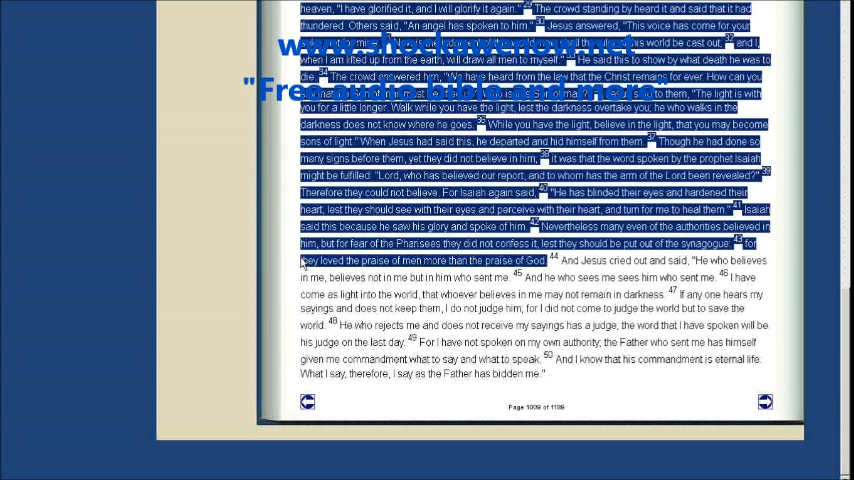 heaven, "I have glorified it, and I will glorify it again." 29 The crowd standing by heard it and said that it had
thundered. Others said, "An angel has spoken to him." 30 Jesus answered, "This voice has come for your
this world be cast out; 32 and I,
when I am lifted up from the earth, will draw all men to myself." 33 He said this to show by what death he was to
die. 34 The crowd answered him, "We have heard from the law that the Christ remains for ever. How can you
to them, "The light is with
"Free audio bible and more"
you for a little longer. Walk while you have the light, lest the darkness overtake you; he who walks in the
darkness does not know where he goes. 36 While you have the light, believe in the light, that you may become
sons of light." When Jesus had said this, he departed and hid himself from them. 37 Though he had done so
many signs before them, yet they did not believe in him; 38 it was that the word spoken by the prophet Isaiah
might be fulfilled: "Lord, who has believed our report, and to whom has the arm of the Lord been revealed?" 39
Therefore they could not believe. For Isaiah again said, 40 "He has blinded their eyes and hardened their
heart, lest they should see with their eyes and perceive with their heart, and turn for me to heal them." 41 Isaiah
said this because he saw his glory and spoke of him. 42 Nevertheless many even of the authorities believed in
him, but for fear of the Pharisees they did not confess it, lest they should be put out of the synagogue: 43 for
they loved the praise of men more than the praise of God. 44 And Jesus cried out and said, "He who believes
in me, believes not in me but in him who sent me. 45 And he who sees me sees him who sent me. 46 I have
come as light into the world, that whoever believes in me may not remain in darkness. 47 If any one hears my
sayings and does not keep them, I do not judge him; for I did not come to judge the world but to save the
world. 48 He who rejects me and does not receive my sayings has a judge; the word that I have spoken will be
his judge on the last day. 49 For I have not spoken on my own authority; the Father who sent me has himself
given me commandment what to say and what to speak. 50 And I know that his commandment is eternal life.
What I say, therefore, I say as the Father has bidden me."
Page 1009 of 1189